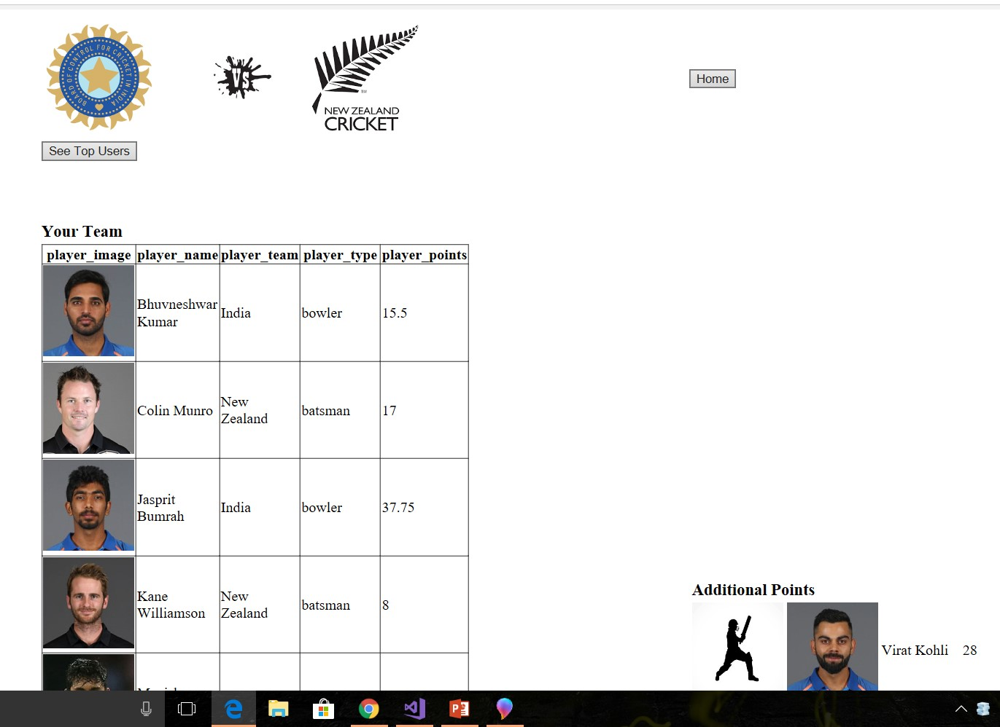 BOARD OF CONTROL FOR CRICKET IN INDIA
VS
NEW ZEALAND
CRICKET
TM
Home
See Top Users
Your Team
player_image player_name player_team player_type player_points
Bhuvneshwar
Kumar
India
bowler
15.5
Colin Munro
New
Zealand
batsman
17
Jasprit
Bumrah
India
bowler
37.75
Kane
Williamson
New
Zealand
batsman
8
Additional Points
Virat Kohli 28